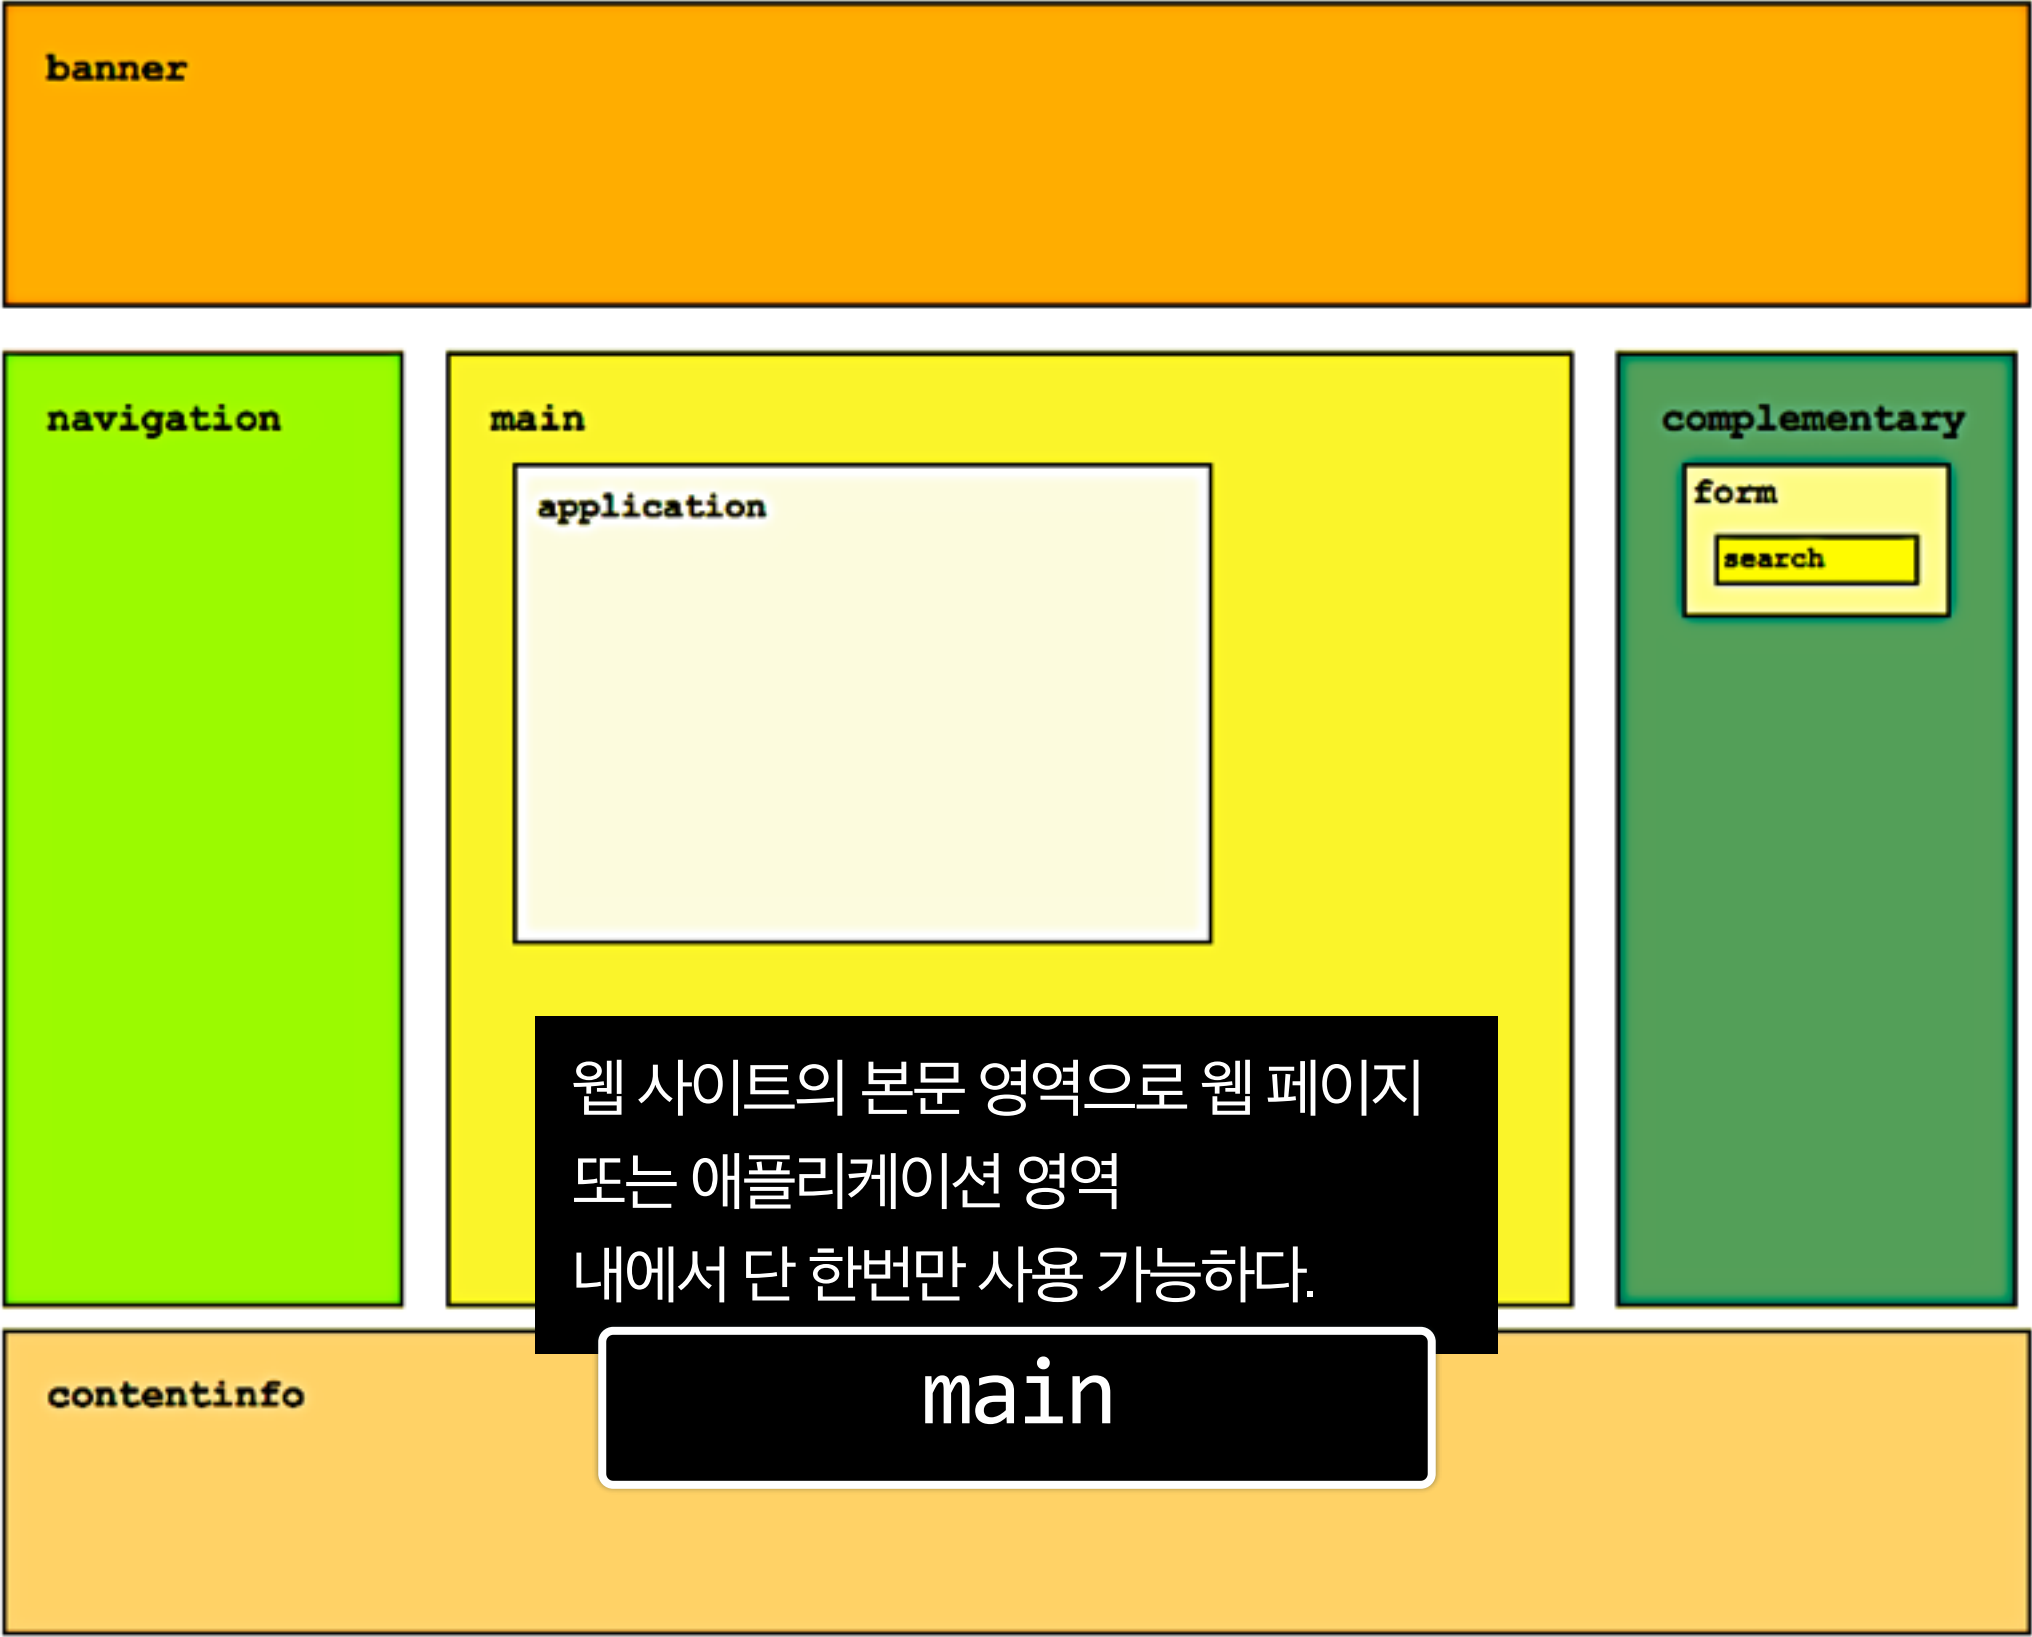 banner
navigation
main
application
complementary
form
search
웹 사이트의 본문 영역으로 웹 페이지
또는 애플리케이션 영역
내에서 단 한번만 사용 가능하다.
main
contentinfo